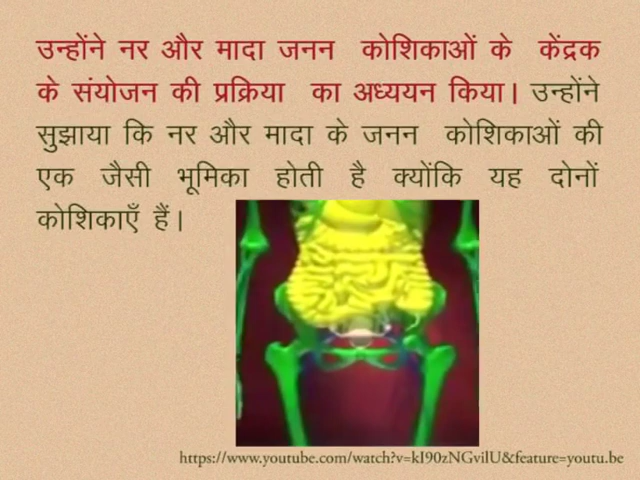 उन्होंने नर और मादा जनन कोशिकाओं के केंद्रक
के संयोजन की प्रक्रिया का अध्ययन किया। उन्होंने
सुझाया कि नर और मादा के जनन कोशिकाओं की
एक जैसी भूमिका होती है क्योंकि यह दोनों
कोशिकाएँ हैं।
https://www.youtube.com/watch?v=kI90zNGvilU&feature=youtu.be